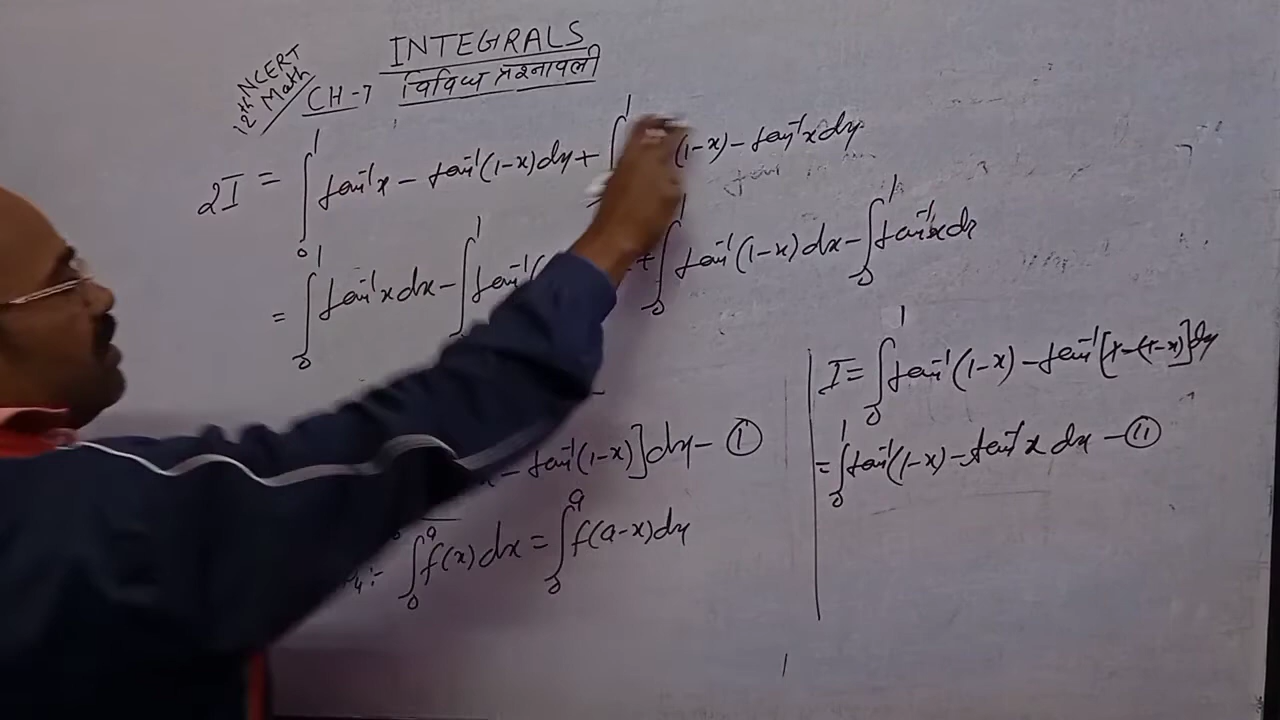 INTEGRALS
12th NCERT Math
CH-7 विविध प्रश्नावली
2I = ∫₀¹ tan⁻¹x - tan⁻¹(1-x)dx + ∫¹ (1-x) - tan⁻¹x dx
= ∫₀¹ tan⁻¹x dx - ∫¹ tan⁻¹( + ∫₀¹ tan⁻¹(1-x)dx - ∫₀¹ tan⁻¹x dx
- tan⁻¹(1-x)]dx - ①
∫₀ᵃ f(x)dx = ∫₀ᵃ f(a-x)dx
I = ∫₀¹ tan⁻¹(1-x) - tan⁻¹[1-(1-x)]dx
= ∫₀¹ tan⁻¹(1-x) - tan⁻¹x dx - ⑪